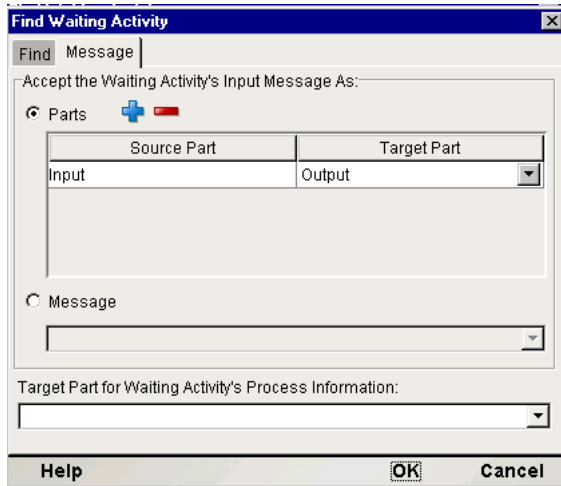 Find Waiting Activity
Find Message
Accept the Waiting Activity's Input Message As:
Parts
Source Part Target Part
Input Output
Message
Target Part for Waiting Activity's Process Information:
Help OK Cancel